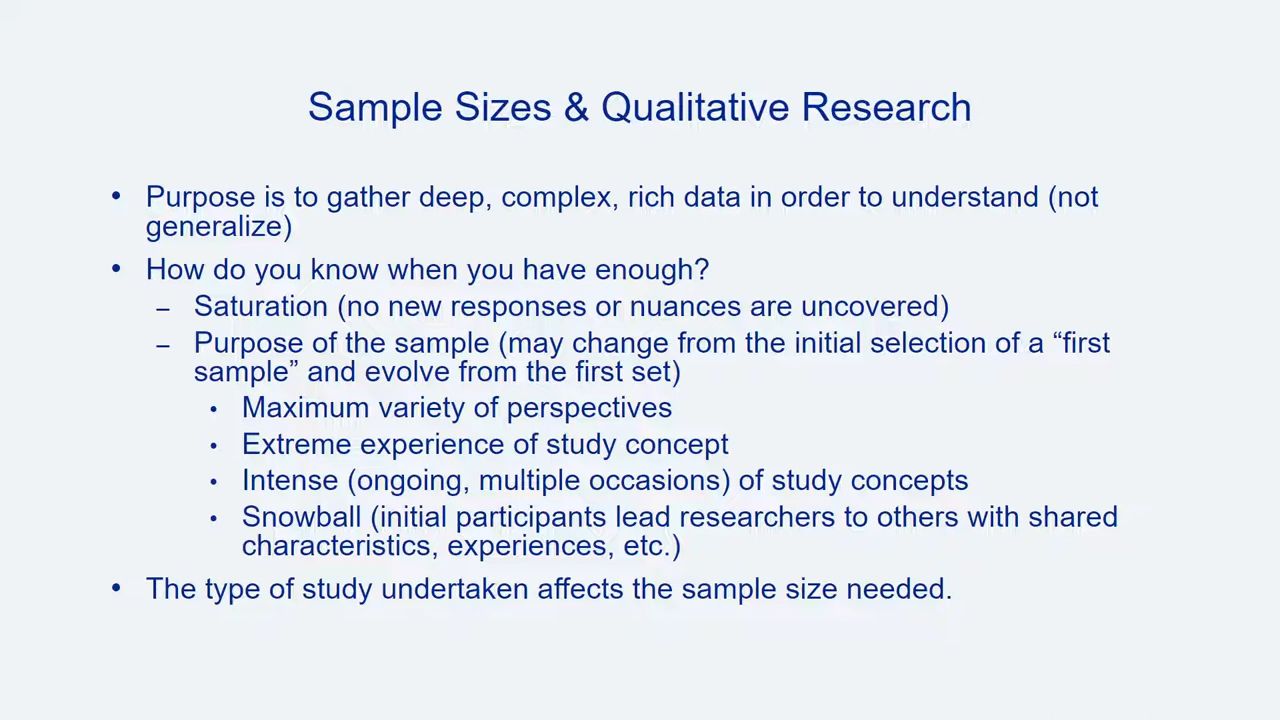 Sample Sizes & Qualitative Research
• Purpose is to gather deep, complex, rich data in order to understand (not
generalize)
• How do you know when you have enough?
– Saturation (no new responses or nuances are uncovered)
– Purpose of the sample (may change from the initial selection of a “first
sample” and evolve from the first set)
• Maximum variety of perspectives
• Extreme experience of study concept
• Intense (ongoing, multiple occasions) of study concepts
• Snowball (initial participants lead researchers to others with shared
characteristics, experiences, etc.)
• The type of study undertaken affects the sample size needed.